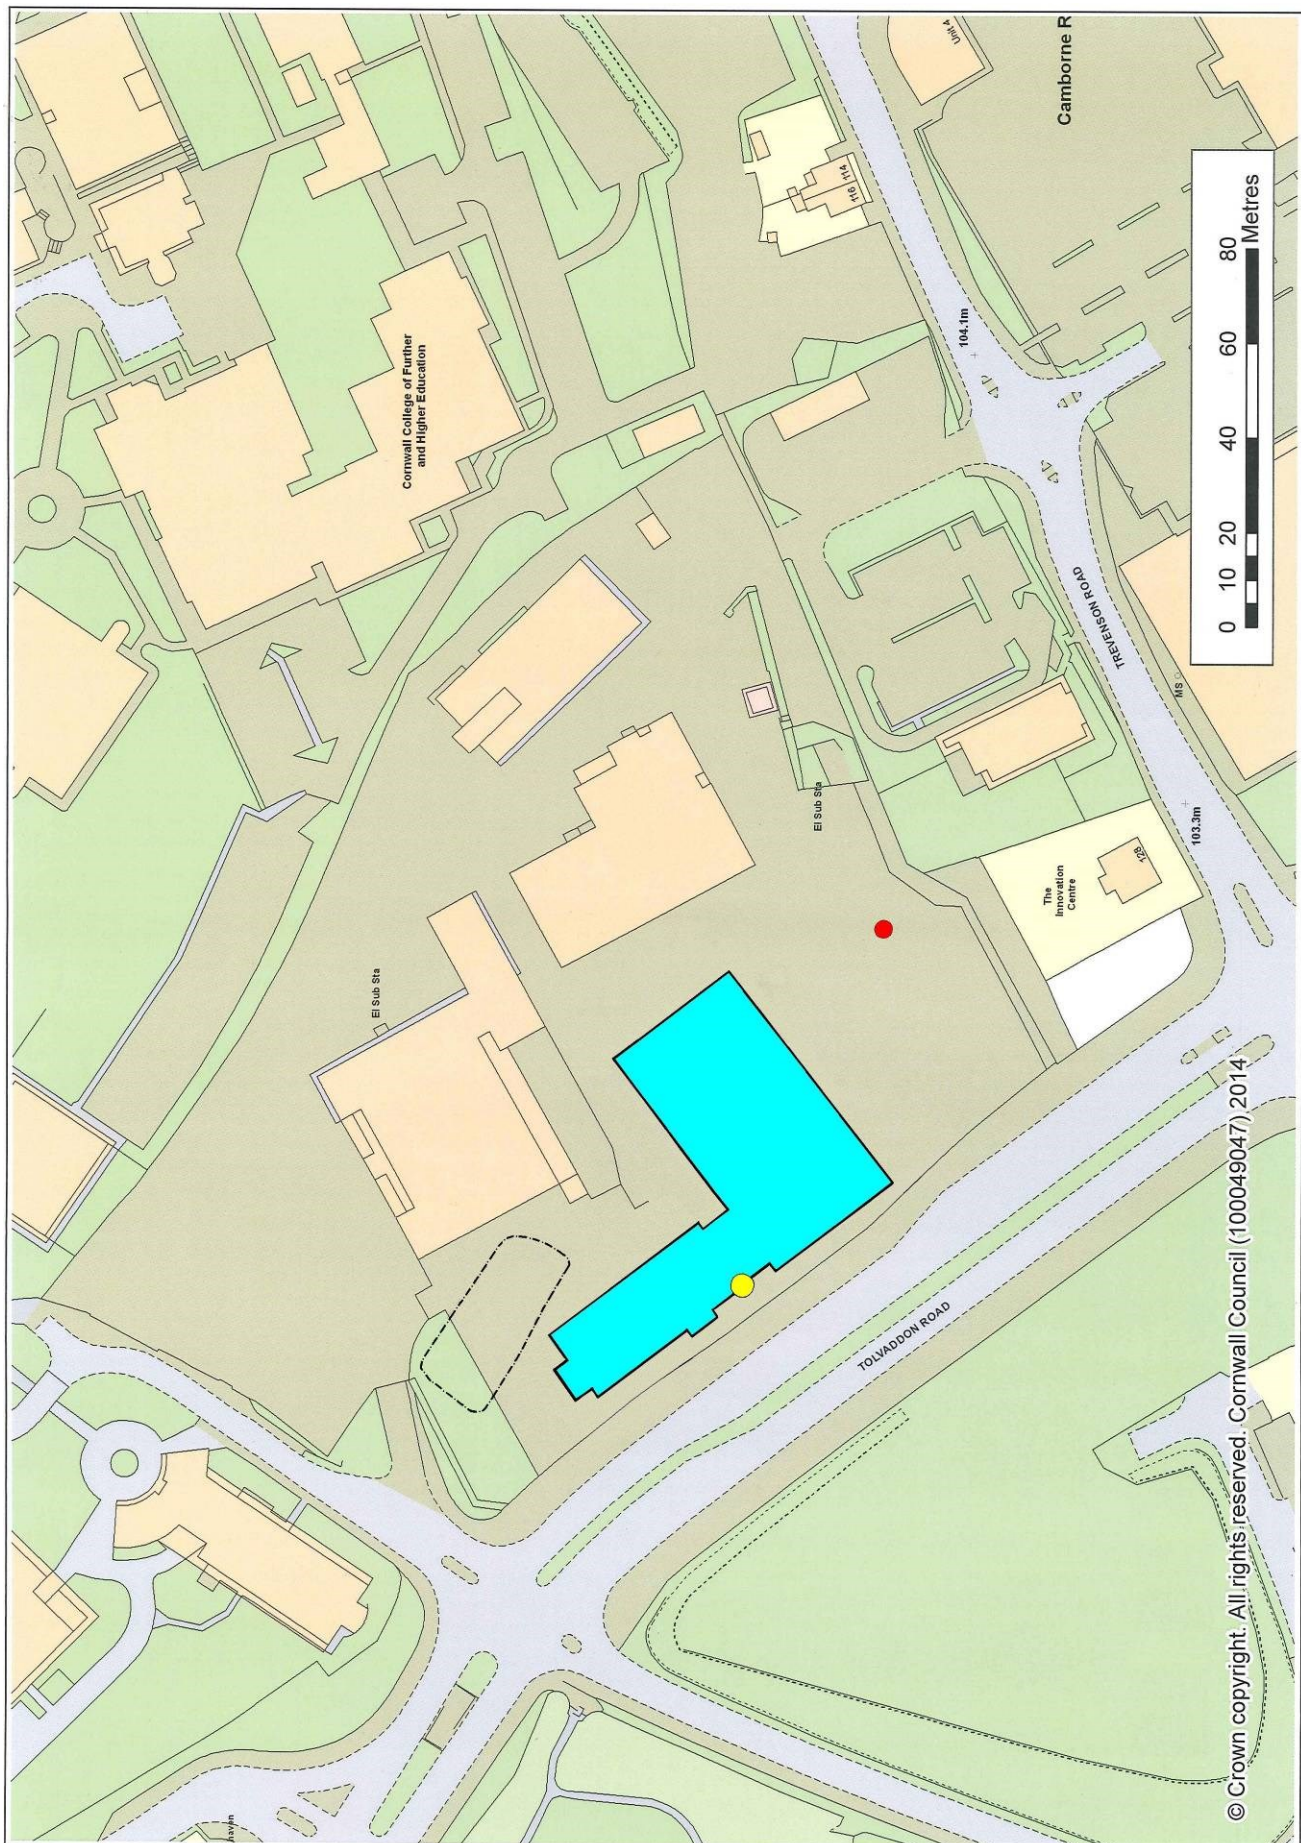 Cornwall College of Further
and Higher Education
El Sub Sta
El Sub Sta
The
Innovation
Centre
128
103.3m
MS
TREVENSON ROAD
104.1m
116
114
Unit 4
Camborne R
TOLVADDON ROAD
haven
0 10 20 40 60 80
Metres
© Crown copyright. All rights reserved. Cornwall Council (100049047) 2014